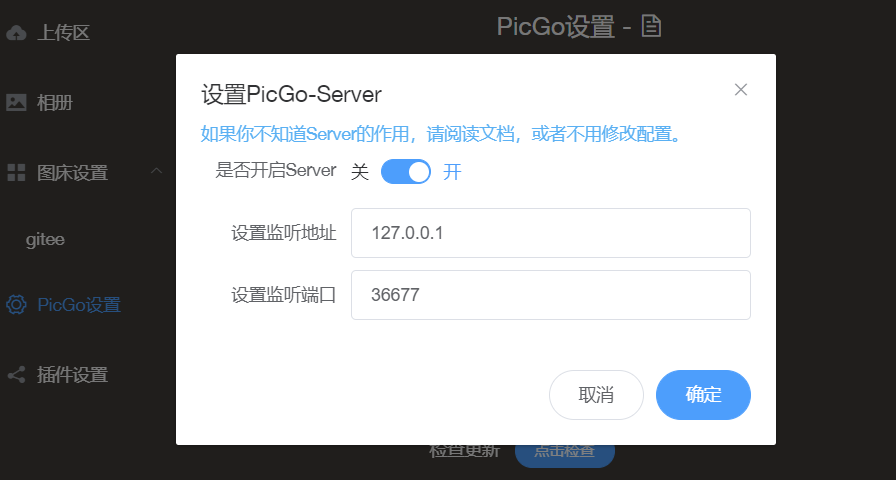 上传区
PicGo设置 -
相册
图床设置
gitee
PicGo设置
插件设置
设置PicGo-Server
如果你不知道Server的作用，请阅读文档，或者不用修改配置。
是否开启Server 关 开
设置监听地址 127.0.0.1
设置监听端口 36677
取消 确定
检查更新 点击检查